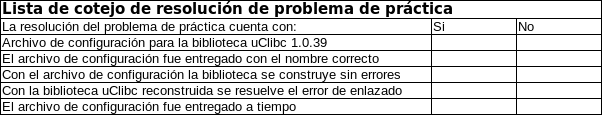 Lista de cotejo de resolución de problema de práctica
La resolución del problema de práctica cuenta con: Si No
Archivo de configuración para la biblioteca uClibc 1.0.39
El archivo de configuración fue entregado con el nombre correcto
Con el archivo de configuración la biblioteca se construye sin errores
Con la biblioteca uClibc reconstruida se resuelve el error de enlazado
El archivo de configuración fue entregado a tiempo